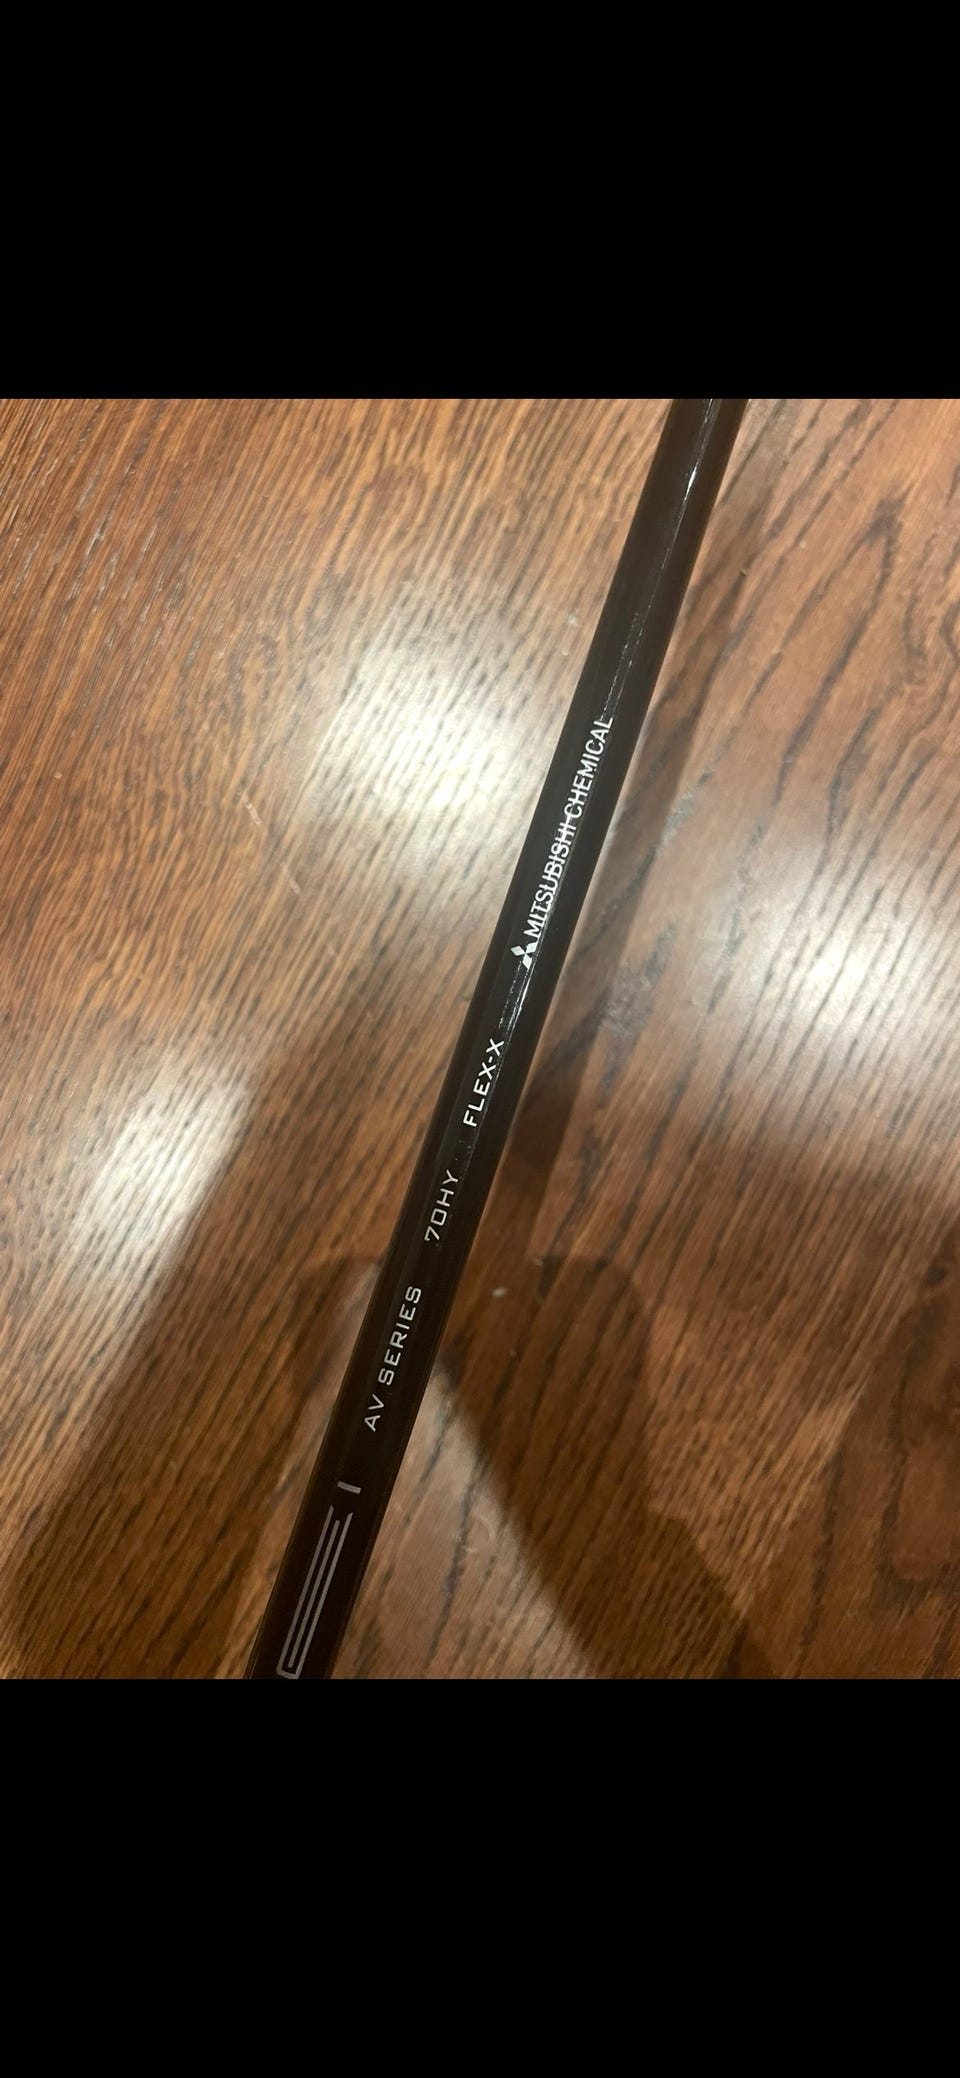 AV SERIES 70HY FLEX-X MITSUBISHI CHEMICAL